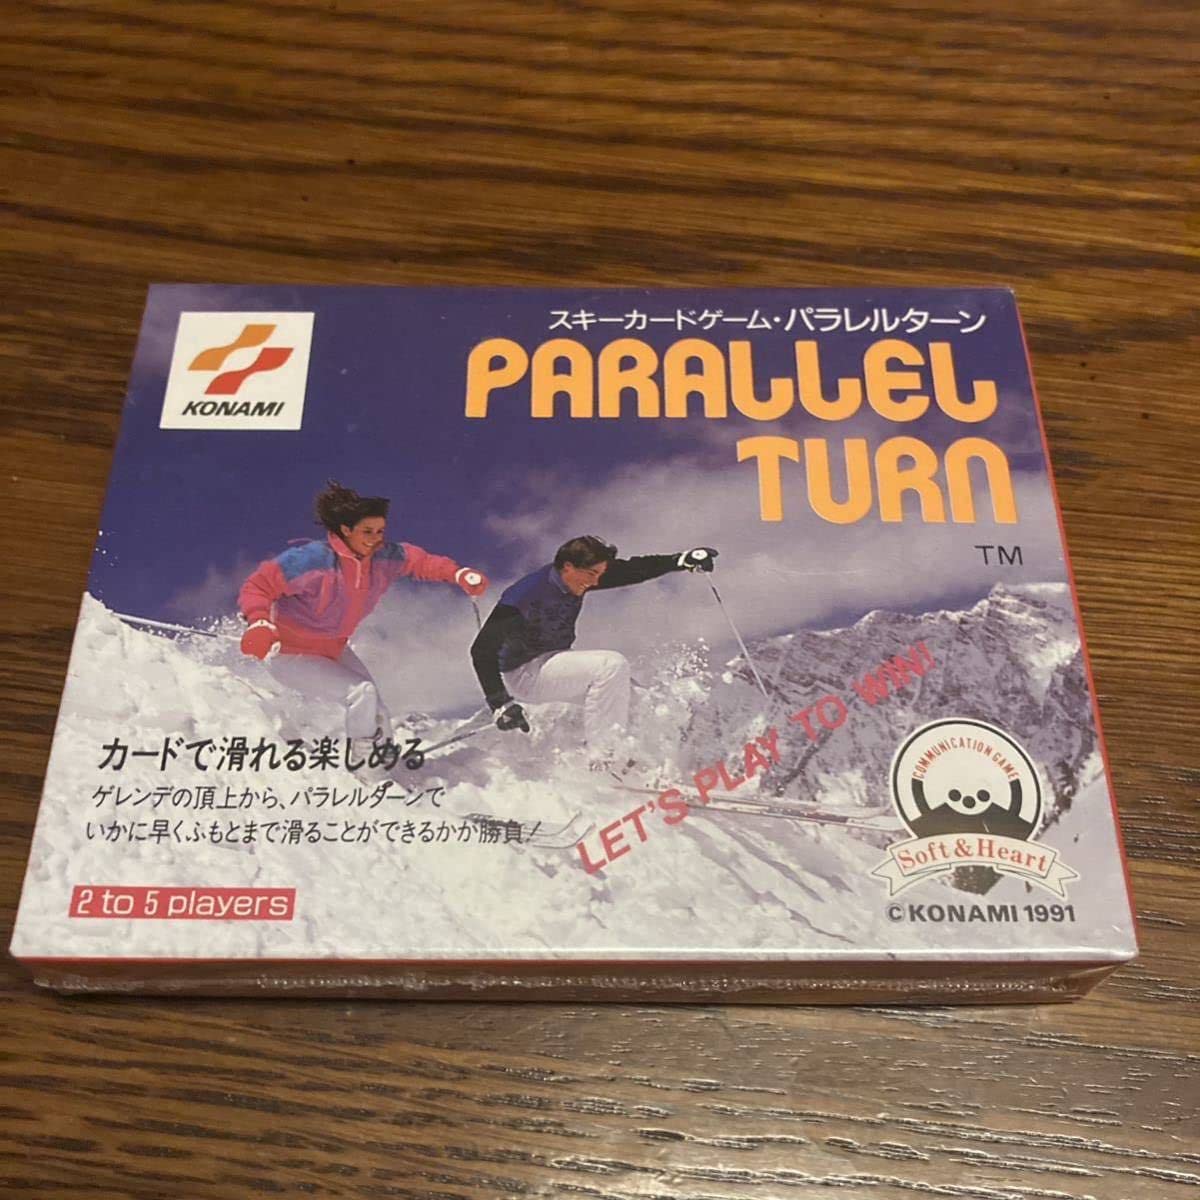 KONAMI
スキーカードゲーム・パラレルターン
PARALLEL
TURN
TM
カードで滑れる楽しめる
ゲレンデの頂上から、パラレルターンで
いかに早くふもとまで滑ることができるかが勝負!
LET'S PLAY TO WIN!!
2 to 5 players
COMMUNICATION GAME
Soft & Heart
©KONAMI 1991